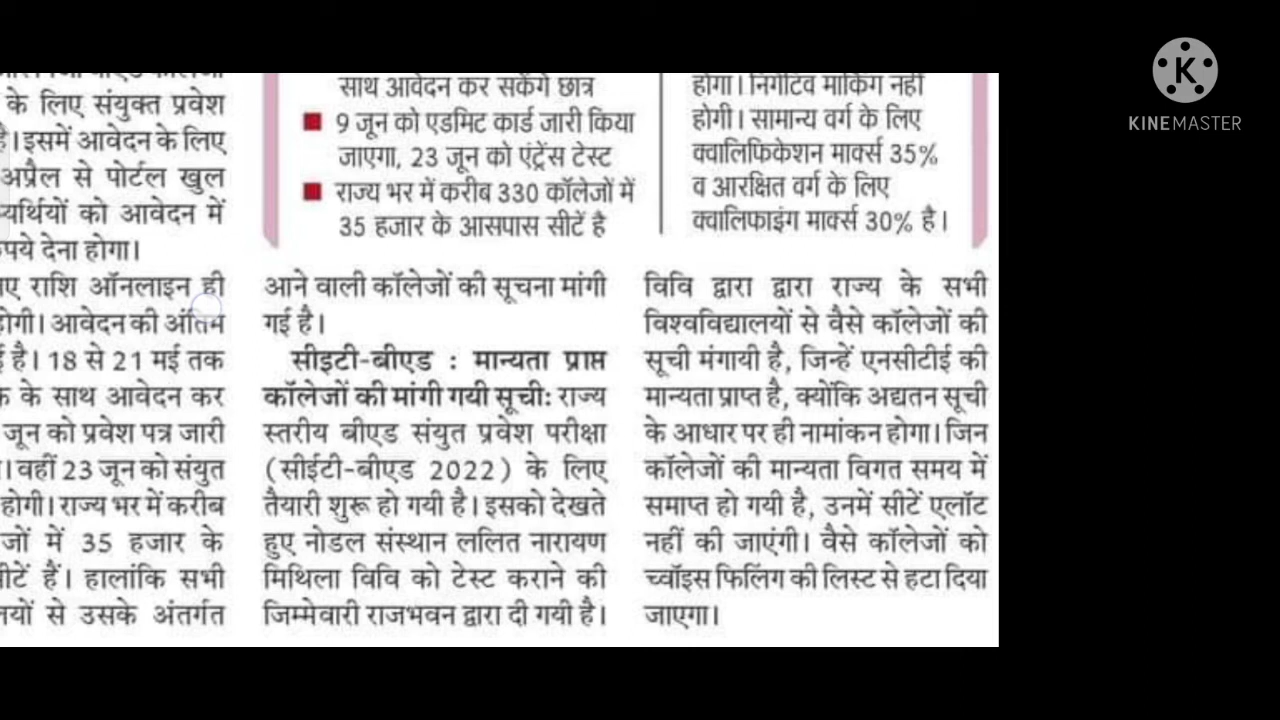 के लिए संयुक्त प्रवेश
है। इसमें आवेदन के लिए
अप्रैल से पोर्टल खुल
को आवेदन में
देना होगा।
राशि ऑनलाइन ही
होगी। आवेदन की अंतिम
है। 18 से 21 मई तक
के साथ आवेदन कर
जून को प्रवेश पत्र जारी
। वहीं 23 जून को संयुत
होगी। राज्य भर में करीब
में 35 हजार के
हैं। हालांकि सभी
से उसके अंतर्गत
साथ आवेदन कर सकेंगे छात्र
■ 9 जून को एडमिट कार्ड जारी किया
जाएगा, 23 जून को एंट्रेंस टेस्ट
■ राज्य भर में करीब 330 कॉलेजों में
35 हजार के आसपास सीटें है
होगा। निगेटिव मार्किंग नहीं
होगी। सामान्य वर्ग के लिए
क्वालिफिकेशन मार्क्स 35%
व आरक्षित वर्ग के लिए
क्वालिफाइंग मार्क्स 30% है।
आने वाली कॉलेजों की सूचना मांगी
गई है।
सीइटी-बीएड : मान्यता प्राप्त
कॉलेजों की मांगी गयी सूची: राज्य
स्तरीय बीएड संयुत प्रवेश परीक्षा
(सीईटी-बीएड 2022) के लिए
तैयारी शुरू हो गयी है। इसको देखते
हुए नोडल संस्थान ललित नारायण
मिथिला विवि को टेस्ट कराने की
जिम्मेवारी राजभवन द्वारा दी गयी है।
विवि द्वारा द्वारा राज्य के सभी
विश्वविद्यालयों से वैसे कॉलेजों की
सूची मंगायी है, जिन्हें एनसीटीई की
मान्यता प्राप्त है, क्योंकि अद्यतन सूची
के आधार पर ही नामांकन होगा। जिन
कॉलेजों की मान्यता विगत समय में
समाप्त हो गयी है, उनमें सीटें एलॉट
नहीं की जाएंगी। वैसे कॉलेजों को
च्वॉइस फिलिंग की लिस्ट से हटा दिया
जाएगा।
K
KINEMASTER